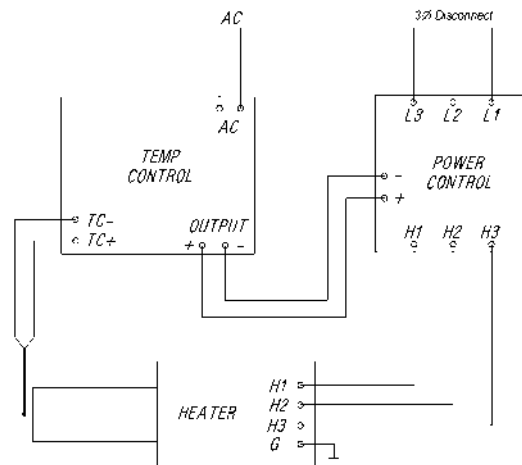 AC
3Ø Disconnect
- AC
L3 L2 L1
TEMP
CONTROL
POWER
CONTROL
-
+
TC-
TC+
OUTPUT
+ -
H1 H2 H3
HEATER
H1
H2
H3
G